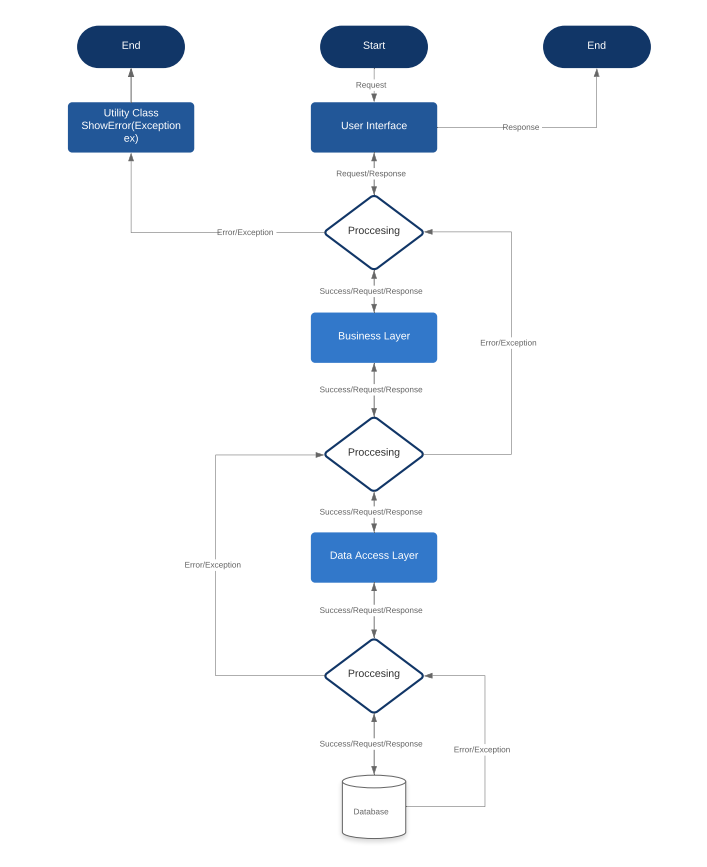 End
Start
End
Request
Utility Class
ShowError(Exception
ex)
User Interface
Response
Request/Response
Proccesing
Error/Exception
Success/Request/Response
Business Layer
Error/Exception
Success/Request/Response
Proccesing
Success/Request/Response
Data Access Layer
Error/Exception
Success/Request/Response
Proccesing
Success/Request/Response
Error/Exception
Database